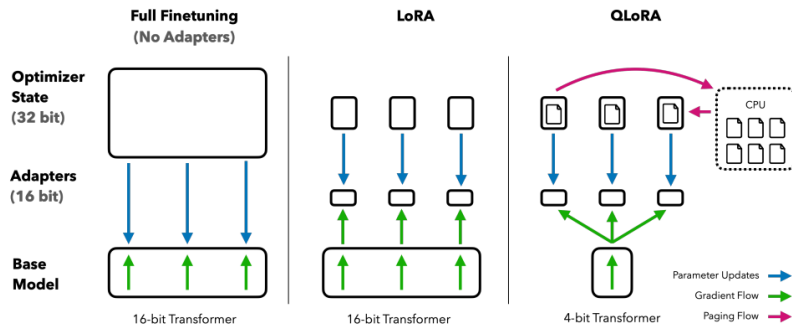 Full Finetuning
(No Adapters)
LoRA
QLoRA
Optimizer
State
(32 bit)
CPU
Adapters
(16 bit)
Base
Model
Parameter Updates
Gradient Flow
Paging Flow
16-bit Transformer
16-bit Transformer
4-bit Transformer